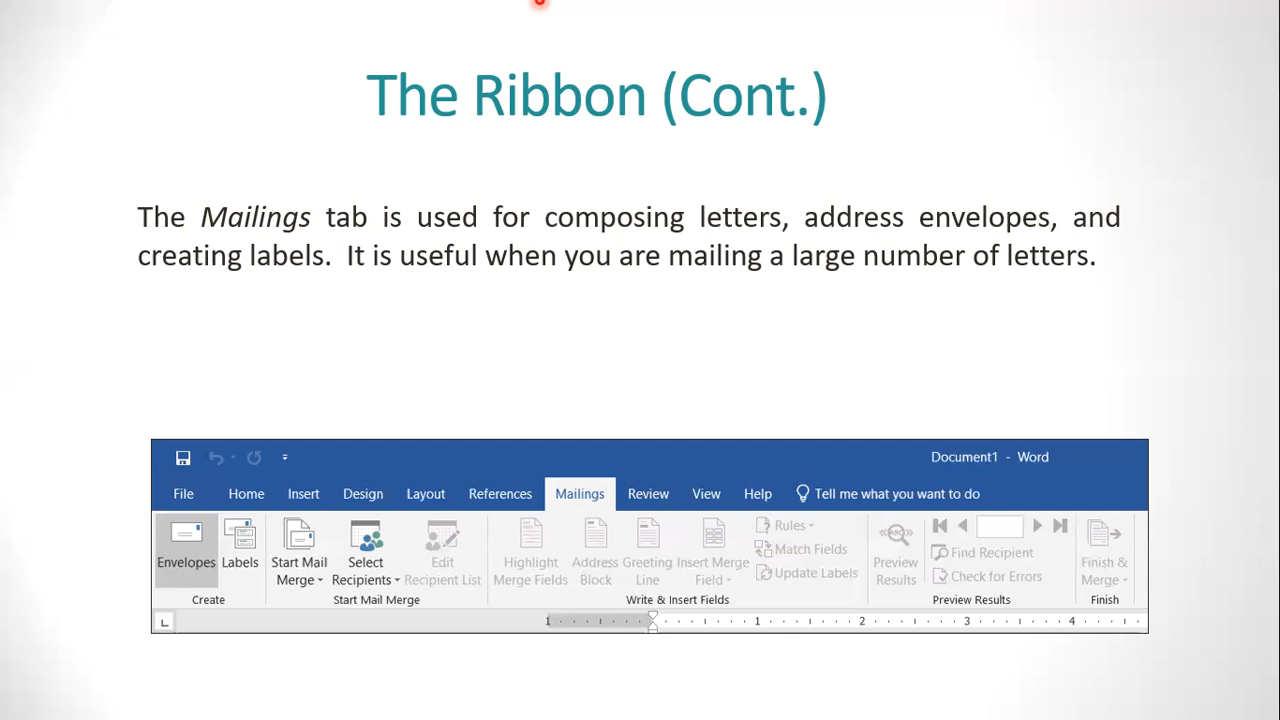 The Ribbon (Cont.)
The Mailings tab is used for composing letters, address envelopes, and
creating labels. It is useful when you are mailing a large number of letters.
Document1 - Word
File Home Insert Design Layout References Mailings Review View Help Tell me what you want to do
Envelopes Labels
Create
Start Mail
Merge
Select
Recipients
Edit
Recipient List
Start Mail Merge
Highlight
Merge Fields
Address
Block
Greeting
Line
Insert Merge
Field
Rules
Match Fields
Update Labels
Write & Insert Fields
ABC
Preview
Results
Find Recipient
Check for Errors
Preview Results
Finish &
Merge
Finish
1 1 2 3 4